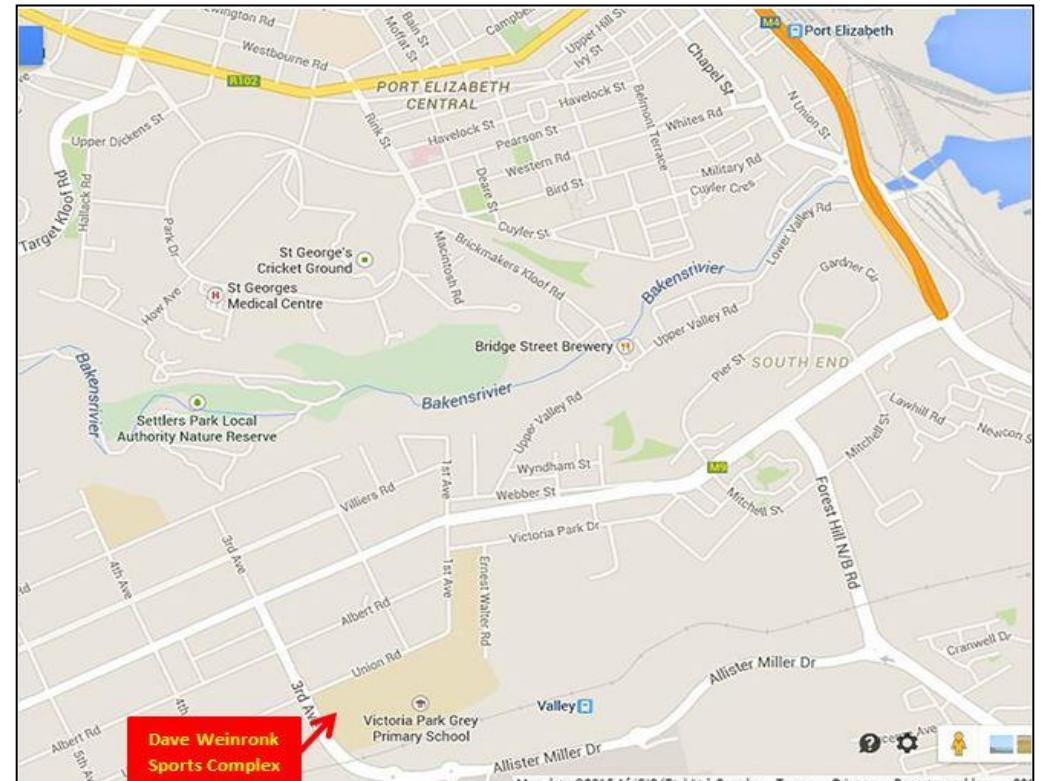 Ewington Rd
Westbourne Rd
Bain St
Moffat St
Campbel
Upper Hill St
Ivy St
Chapel St
M4
Port Elizabeth
R102
PORT ELIZABETH
CENTRAL
Havelock St
Belmont Terrace
Whites Rd
N Union St
Upper Dickens St
Rink St
Havelock St
Pearson St
Western Rd
Bird St
Military Rd
Cuyler Cres
Target Kloof Rd
Hallack Rd
Park Dr
Deare St
Cuyler St
Lower Valley Rd
St George's
Cricket Ground
Macintosh Rd
Brickmakers Kloof Rd
Bakensrivier
Gardner Cir
H
St Georges
Medical Centre
How Ave
Bridge Street Brewery
Upper Valley Rd
Pier St
SOUTH END
Bakensrivier
Bakensrivier
Settlers Park Local
Authority Nature Reserve
Upper Valley Rd
Lawhill Rd
Newcon S
Mitchell St
Wyndham St
M9
1st Ave
Villiers Rd
Webber St
Mitchell St
Forest Hill N/B Rd
Victoria Park Dr
3rd Ave
4th Ave
1st Ave
Ernest Walter Rd
Albert Rd
Union Rd
Cranwell Dr
Allister Miller Dr
3rd Ave
4th
Victoria Park Grey
Primary School
Valley
Albert Rd
5th Av
Dave Weinronk
Sports Complex
Allister Miller Dr
Ave
?